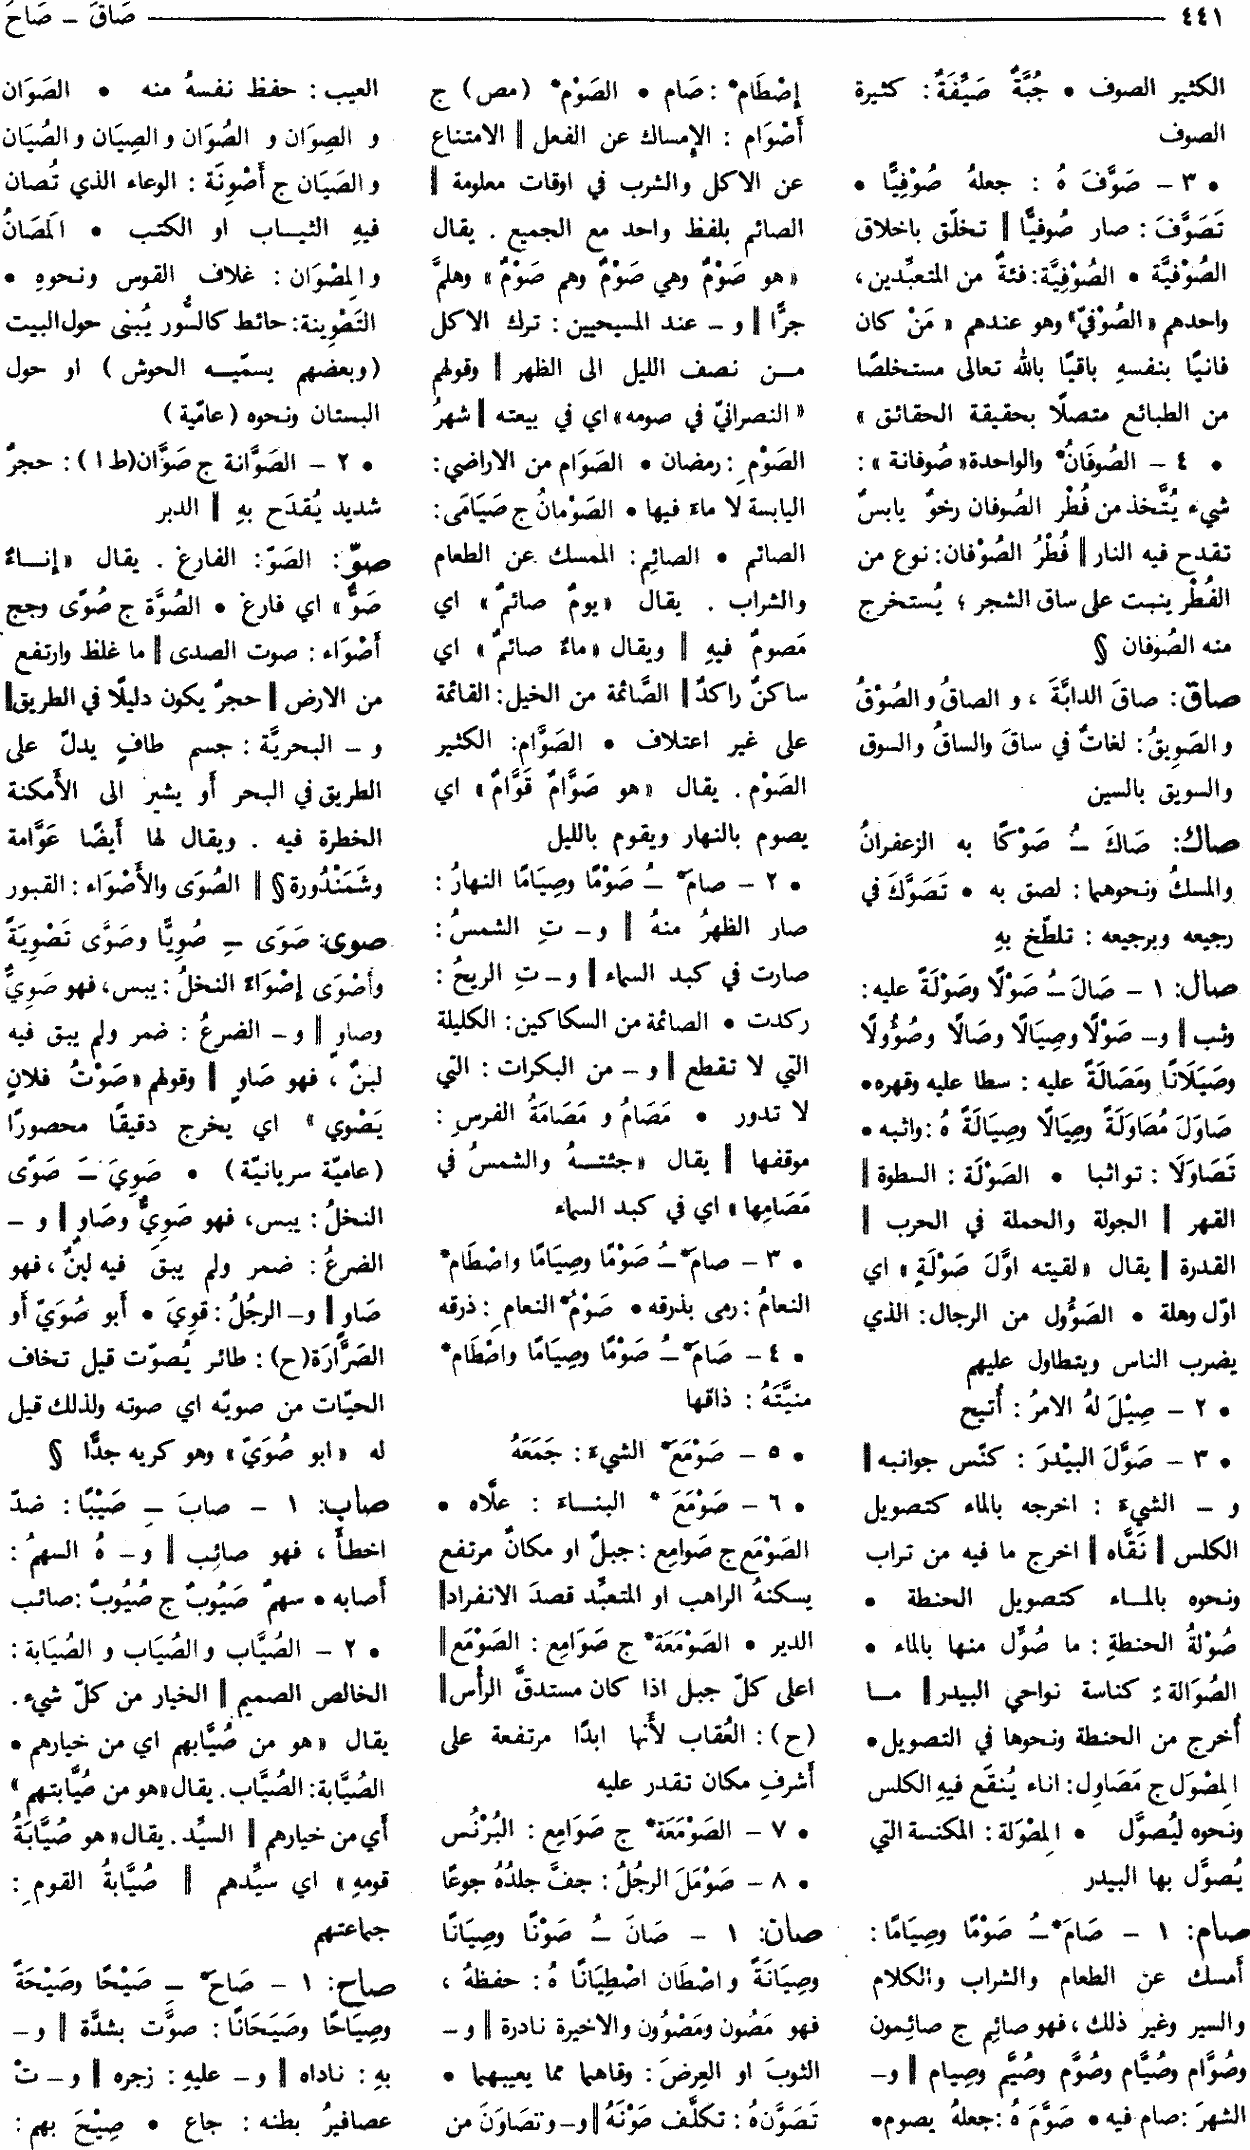 ٤٤١ صَاقَ – صَاحَ
الكثير الصوف • جُبَّةٌ صَيِّفَةٌ : كثيرة
الصوف
• ٣ – صَوَّفَ هُ : جعلهُ صُوْفِيًّا •
تَصَوَّفَ : صار صُوفيًّا ‖ تخلّق باخلاق
الصُوْفيَّة • الصُوْفِيَّة : فئةٌ من المتعبّدين ،
واحدهم «الصُوْفيّ» وهو عندهم « مَنْ كان
فانيًا بنفسهِ باقيًا بالله تعالى مستخلصًا
من الطبائع متصلًا بحقيقة الحقائق »
• ٤ – الصُوفَانُ* والواحدة «صُوفانة» :
شيء يُتَّخذ من فُطْر الصُوفان رخوٌ يابسٌ
تقدح فيه النار ‖ فُطْرُ الصُوْفان : نوع من
الفُطْر ينبت على ساق الشجر ؛ يُستخرج
منه الصُوفان §
صاق : صاقَ الدابَّةَ ، و الصاقُ و الصُوْقُ
و الصَوِيقُ : لغاتٌ في ساقَ والساقُ والسوق
والسويق بالسين
صاك : صَاكَ ـُ صَوْكًا به الزعفرانُ
والمسكُ ونحوهما : لصق به • تَصَوَّكَ في
رجيعه وبرجيعه : تلطّخ بهِ
صال : ١ – صَالَ ـُ صَوْلًا وصَوْلَةً عليه :
وثب ‖ و– صَوْلًا وصِيَالًا وصَالًا وصُؤُولًا
وصَيَلَانًا ومَصَالَةً عليه : سطا عليه وقهره •
صَاوَلَ مُصَاوَلَةً وصِيَالًا وصِيَالَةً هُ : واثبه •
تَصَاوَلَا : تواثبا • الصَوْلَة : السطوة ‖
القهر ‖ الجولة والحملة في الحرب ‖
القدرة ‖ يقال « لقيته اوَّلَ صَوْلَةٍ » اي
اوّل وهلة • الصَوُول من الرجال : الذي
يضرب الناس ويتطاول عليهم
• ٢ – صِيْلَ لهُ الامرُ : أُتيح
• ٣ – صَوَّلَ البيْدرَ : كنّس جوانبه ‖
و – الشيءَ : اخرجه بالماء كتصويل
الكلس ‖ نَقَّاه ‖ اخرج ما فيه من تراب
ونحوه بالماء كتصويل الحنطة •
صُوْلةُ الحنطةِ : ما صُوِّل منها بالماء •
الصُوَالة : كناسة نواحي البيدر ‖ ما
أُخرج من الحنطة ونحوها في التصويل •
المِصْوَل ج مَصَاوِل : اناء يُنقَع فيهِ الكلس
ونحوه ليُصوَّل • المِصْوَلة : المكنسة التي
يُصوَّل بها البيدر
صام : ١ – صَامَ* ـُ صَوْمًا وصِيَامًا :
أمسك عن الطعام والشراب والكلام
والسير وغير ذلك ، فهو صائِم ج صائِمون
وصُوَّام وصُيَّام وصُوَّم وصُيَّم وصِيام ‖ و–
الشهرَ : صام فيه • صَوَّمَ هُ : جعلهُ يصوم •
إِصْطَامَ* : صَام • الصَوْم* (مص) ج
أَصْوَام : الإمساك عن الفعل ‖ الامتناع
عن الاكل والشرب في اوقات معلومة ‖
الصائم بلفظ واحد مع الجميع . يقال
« هو صَوْمٌ وهي صَوْمٌ وهم صَوْمٌ » وهلمَّ
جرًّا ‖ و – عند المسيحيين : ترك الاكل
من نصف الليل الى الظهر ‖ وقولهم
« النصرانيّ في صومه » اي في بيعته ‖ شهرُ
الصَوْم : رمضان • الصَوَام من الاراضي :
اليابسة لا ماءَ فيها • الصَوْمانُ ج صَيَامَى :
الصائم • الصائِم : الممسك عن الطعام
والشراب . يقال « يومٌ صائمٌ » اي
مَصومٌ فيهِ ‖ ويقال « ماءٌ صائمٌ » اي
ساكنٌ راكدٌ ‖ الصَّائمة من الخيل : القائمة
على غير اعتلاف • الصَوَّام : الكثير
الصَوْم . يقال « هو صَوَّامٌ قَوَّامٌ » اي
يصوم بالنهار ويقوم بالليل
• ٢ – صامَ* ـُ صَوْمًا وصِيَامًا النهارُ :
صار الظهرُ منهُ ‖ و – تِ الشمسُ :
صارت في كبد السماء ‖ و – تِ الريحُ :
ركدت • الصائمة من السكاكين : الكليلة
التي لا تقطع ‖ و – من البكرات : التي
لا تدور • مَصَامُ و مَصَامَةُ الفرسِ :
موقفها ‖ يقال « جئتهُ والشمسُ في
مَصَامِها » اي في كبد السماء
• ٣ – صامَ* ـُ صَوْمًا وصِيَامًا واصْطَام*
النعامُ : رمى بذرقه • صَوْمُ* النعامِ : ذرقه
• ٤ – صَامَ* ـُ صَوْمًا وصِيَامًا واصْطَام*
منيَّتَهُ : ذاقها
• ٥ – صَوْمَعَ* الشيءَ : جَمَعَهُ
• ٦ – صَوْمَعَ* البناءَ : علَّاه •
الصَوْمَع ج صَوامِع : جبلٌ او مكانٌ مرتفع
يسكنهُ الراهب او المتعبِّد قصدَ الانفراد ‖
الدير • الصَوْمَعَة* ج صَوَامِع : الصَوْمَع ‖
اعلى كلّ جبل اذا كان مستدقَّ الرأس ‖
(ح) : العُقاب لأَنها ابدًا مرتفعة على
أَشرفِ مكان تقدر عليه
• ٧ – الصَوْمَعَة* ج صَوَامِع : البُرْنُس
• ٨ – صَوْمَلَ الرجُلُ : جفَّ جلدُهُ جوعًا
صان : ١ – صَانَ ـُ صَوْنًا وصِيَانًا
وصِيَانَةً و اصْطَان اصْطِيَانًا هُ : حفظهُ ،
فهو مَصُون ومَصْوُون والاخيرة نادرة ‖ و –
الثوبَ او العِرضَ : وقاهما مما يعيبهما •
تَصَوَّنَ هُ : تكلَّف صَوْنَهُ ‖ و – وتصَاوَنَ من
العيب : حفظ نفسهُ منه • الصَوَان
و الصِوَان و الصُوَان و الصِيَان و الصُيَان
و الصَيَان ج أَصْوِنَة : الوعاء الذي تُصان
فيهِ الثياب او الكتب • المَصَانُ
و المِصْوَان : غلاف القوس ونحوهِ •
التَصْوِينة : حائط كالسُّور يُبنى حول البيت
(وبعضهم يسمّيه الحوش) او حول
البستان ونحوه (عامّية)
• ٢ – الصَوَّانة ج صَوَّان (ط ا) : حجرٌ
شديد يُقدَح بهِ ‖ الدبر
صوّ : الصَوّ : الفارغ . يقال « إناءٌ
صَوٌّ » اي فارغ • الصُوَّة ج صُوًى وجج
أَصْوَاء : صوت الصدى ‖ ما غلظ وارتفع
من الارض ‖ حجرٌ يكون دليلًا في الطريق ‖
و – البحريَّة : جسم طافٍ يدلّ على
الطريق في البحر أو يشير الى الأَمكنة
الخطرة فيه . ويقال لها أيضًا عَوَّامة
وشَمَنْدُورة § ‖ الصُوَى والأَصْوَاء : القبور
صوى : صَوَى ـِ صُوِيًّا وصَوَّى تَصْوِيَةً
وأَصْوَى إِصْوَاءً النخلُ : يبس ، فهو صَوِيٌّ
وصاوٍ ‖ و – الضرعُ : ضمر ولم يبق فيه
لبنٌ ، فهو صَاوٍ ‖ وقولهم « صَوْتُ فلانٍ
يَصْوي » اي يخرج دقيقًا محصورًا
(عاميّة سريانيّة) • صَوِيَ ـَ صَوًى
النخلُ : يبس ، فهو صَوِيٌّ وصَاوٍ ‖ و –
الضرعُ : ضمر ولم يبقَ فيه لبنٌ ، فهو
صَاوٍ ‖ و – الرجُلُ : قوِيَ • أبو صُوَيّ أو
الصَرَّارَة (ح) : طائر يُصوّت قيل تخاف
الحيّات من صويّه اي صوته ولذلك قيل
له « ابو صُوَيّ » وهو كريه جدًّا §
صاب : ١ – صابَ ـِ صَيْبًا : ضدّ
اخطأَ ، فهو صائِب ‖ و – هُ السهمُ :
أصابه • سهمٌ صَيُوبٌ ج صُيُوبٌ : صائب
• ٢ – الصُيَّاب و الصُيَاب و الصُيَابة :
الخالص الصميم ‖ الخيار من كلّ شيء .
يقال « هو من صُيَّابهم اي من خيارهم •
الصُيَّابة : الصُيَّاب . يقال « هو من صُيَّابتهم »
أَي من خيارهم ‖ السيِّد . يقال « هو صُيَّابَةُ
قومهِ » اي سيِّدهم ‖ صُيَّابةُ القومِ :
جماعتهم
صاح : ١ – صَاحَ* ـِ صَيْحًا وصَيْحَةً
وصِيَاحًا وصَيَحَانًا : صوَّت بشدَّة ‖ و –
بهِ : ناداه ‖ و – عليهِ : زجره ‖ و – تْ
عصافيرُ بطنه : جاع • صِيْحَ بهم :